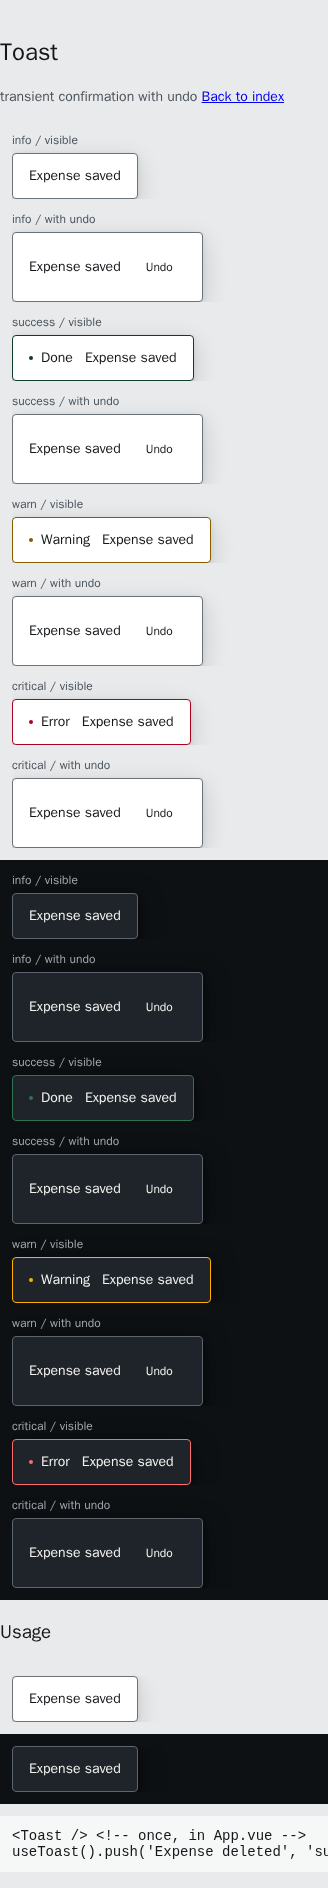 Toast
transient confirmation with undo Back to index
info / visible
Expense saved
info / with undo
Expense saved Undo
success / visible
• Done Expense saved
success / with undo
Expense saved Undo
warn / visible
• Warning Expense saved
warn / with undo
Expense saved Undo
critical / visible
• Error Expense saved
critical / with undo
Expense saved Undo
info / visible
Expense saved
info / with undo
Expense saved Undo
success / visible
• Done Expense saved
success / with undo
Expense saved Undo
warn / visible
• Warning Expense saved
warn / with undo
Expense saved Undo
critical / visible
• Error Expense saved
critical / with undo
Expense saved Undo
Usage
Expense saved
Expense saved
<Toast /> <!-- once, in App.vue -->
useToast().push('Expense deleted', 'su